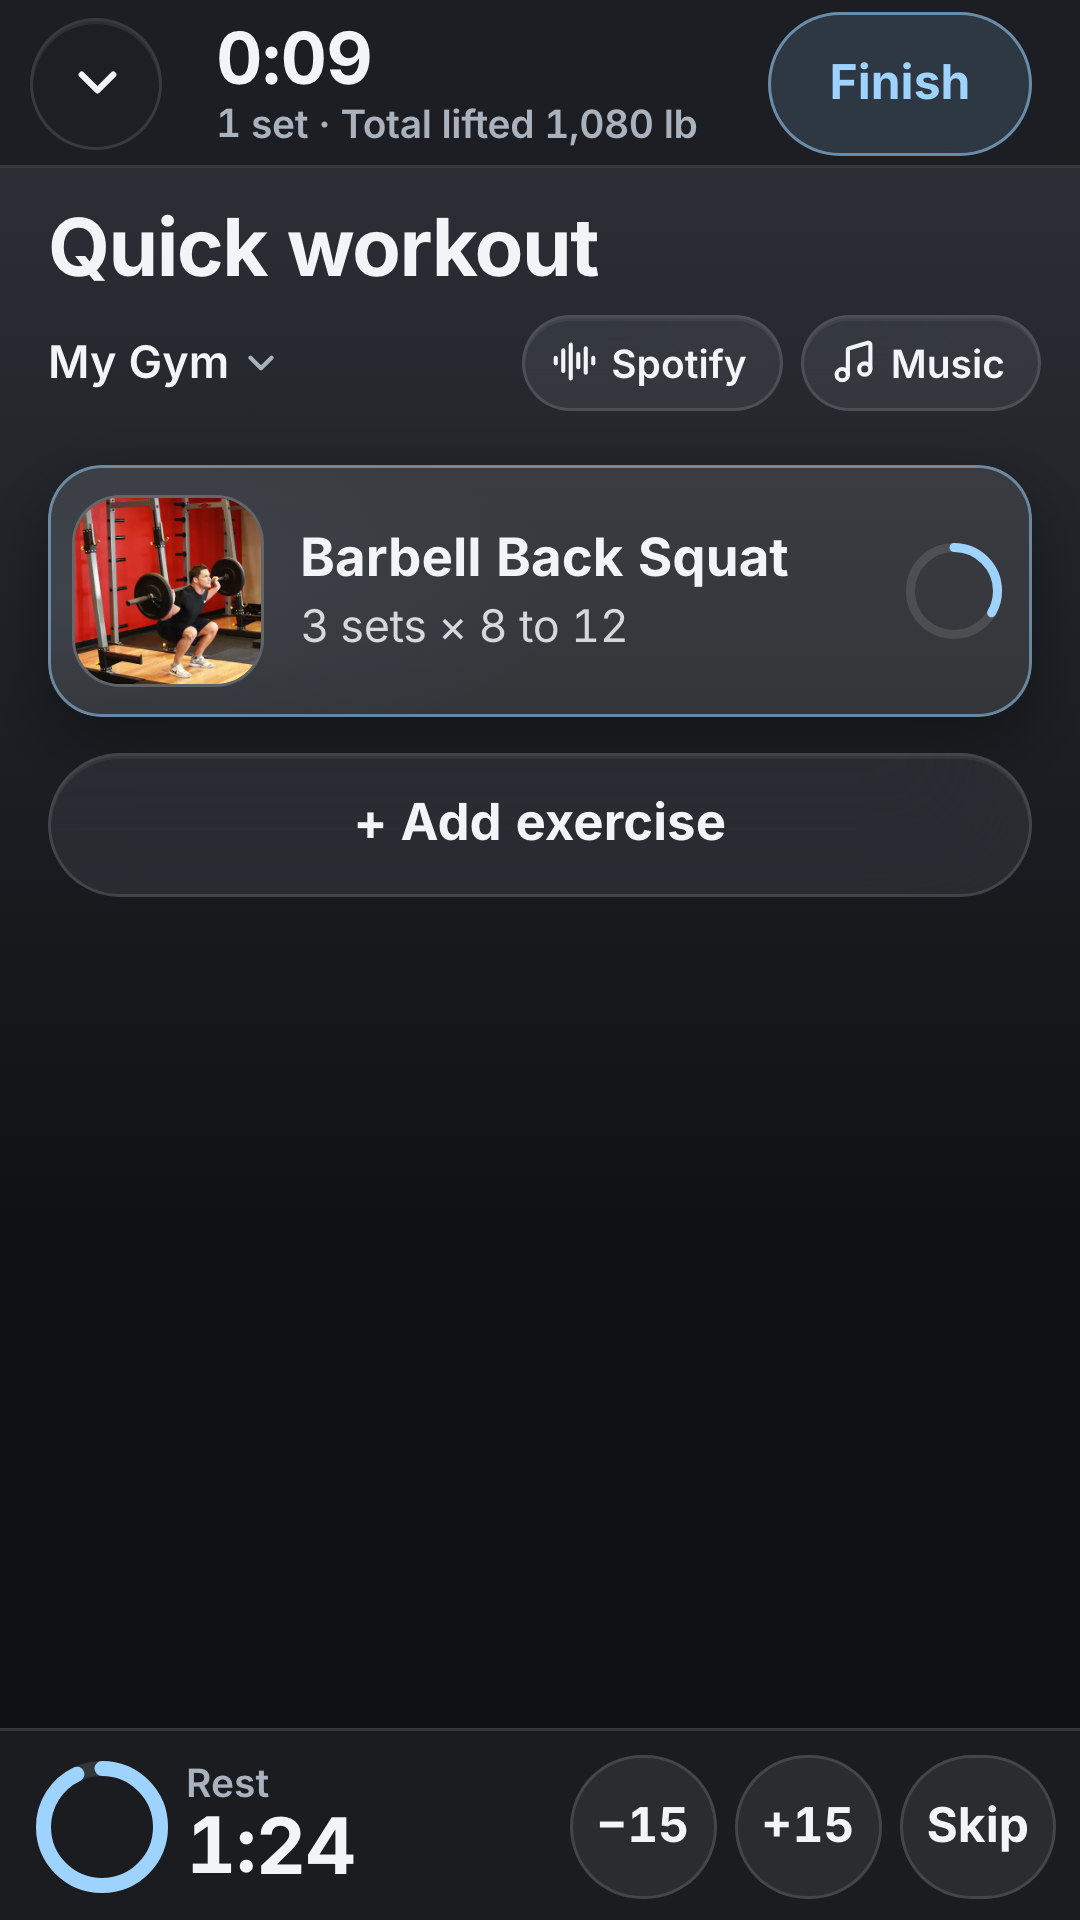 0:09
1 set · Total lifted 1,080 lb
Finish
Quick workout
My Gym
Spotify
Music
Barbell Back Squat
3 sets × 8 to 12
+ Add exercise
Rest
1:24
−15
+15
Skip